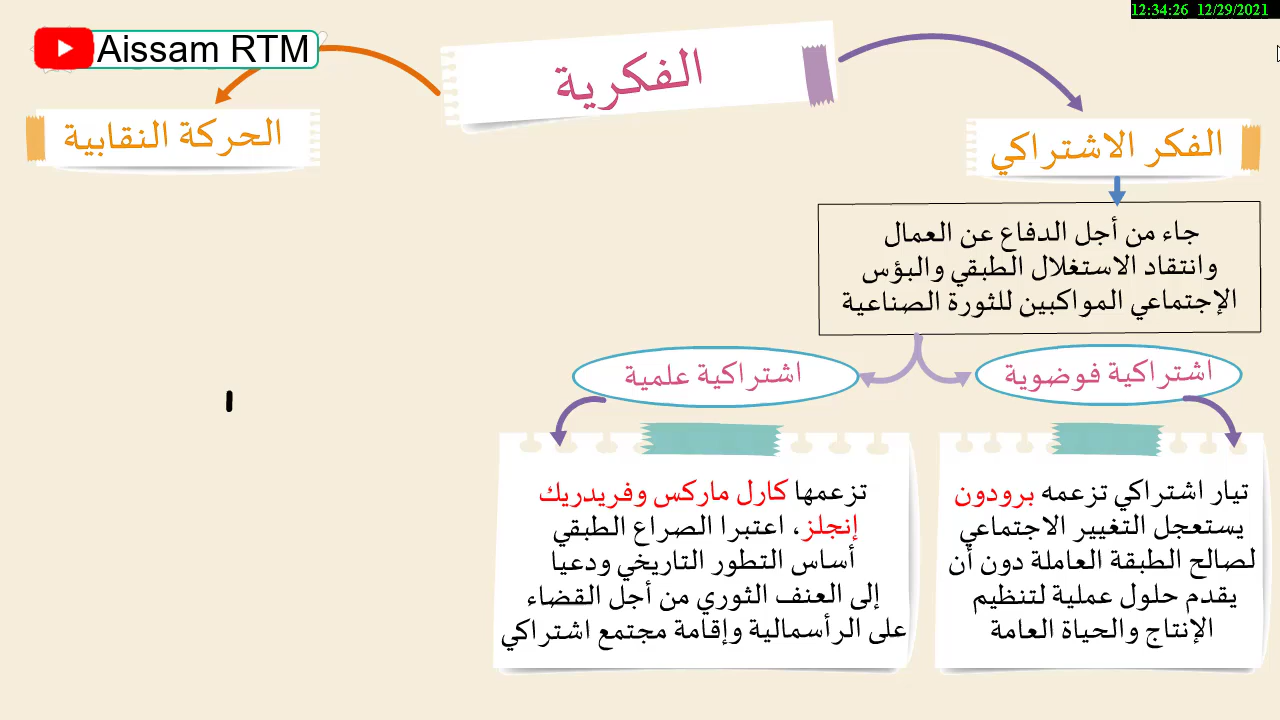 12:34:26 12/29/2021
Aissam RTM
الفكرية
الفكر الاشتراكي
الحركة النقابية
جاء من أجل الدفاع عن العمال
وانتقاد الاستغلال الطبقي والبؤس
الإجتماعي المواكبين للثورة الصناعية
اشتراكية فوضوية
اشتراكية علمية
تيار اشتراكي تزعمه برودون
يستعجل التغيير الاجتماعي
لصالح الطبقة العاملة دون أن
يقدم حلول عملية لتنظيم
الإنتاج والحياة العامة
تزعمها كارل ماركس وفريدريك
إنجلز، اعتبرا الصراع الطبقي
أساس التطور التاريخي ودعيا
إلى العنف الثوري من أجل القضاء
على الرأسمالية وإقامة مجتمع اشتراكي